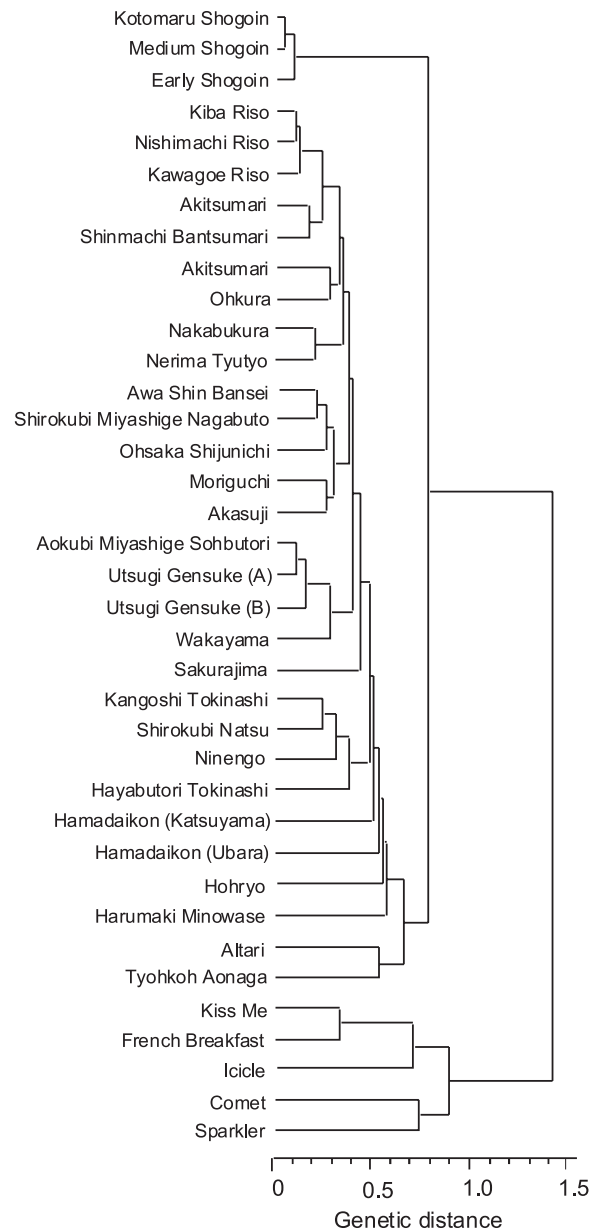 Kotomaru Shogoin
Medium Shogoin
Early Shogoin
Kiba Riso
Nishimachi Riso
Kawagoe Riso
Akitsumari
Shinmachi Bantsumari
Akitsumari
Ohkura
Nakabukura
Nerima Tyutyo
Awa Shin Bansei
Shirokubi Miyashige Nagabuto
Ohsaka Shijunichi
Moriguchi
Akasuji
Aokubi Miyashige Sohbutori
Utsugi Gensuke (A)
Utsugi Gensuke (B)
Wakayama
Sakurajima
Kangoshi Tokinashi
Shirokubi Natsu
Ninengo
Hayabutori Tokinashi
Hamadaikon (Katsuyama)
Hamadaikon (Ubara)
Hohryo
Harumaki Minowase
Altari
Tyohkoh Aonaga
Kiss Me
French Breakfast
Icicle
Comet
Sparkler
0 0.5 1.0 1.5
Genetic distance